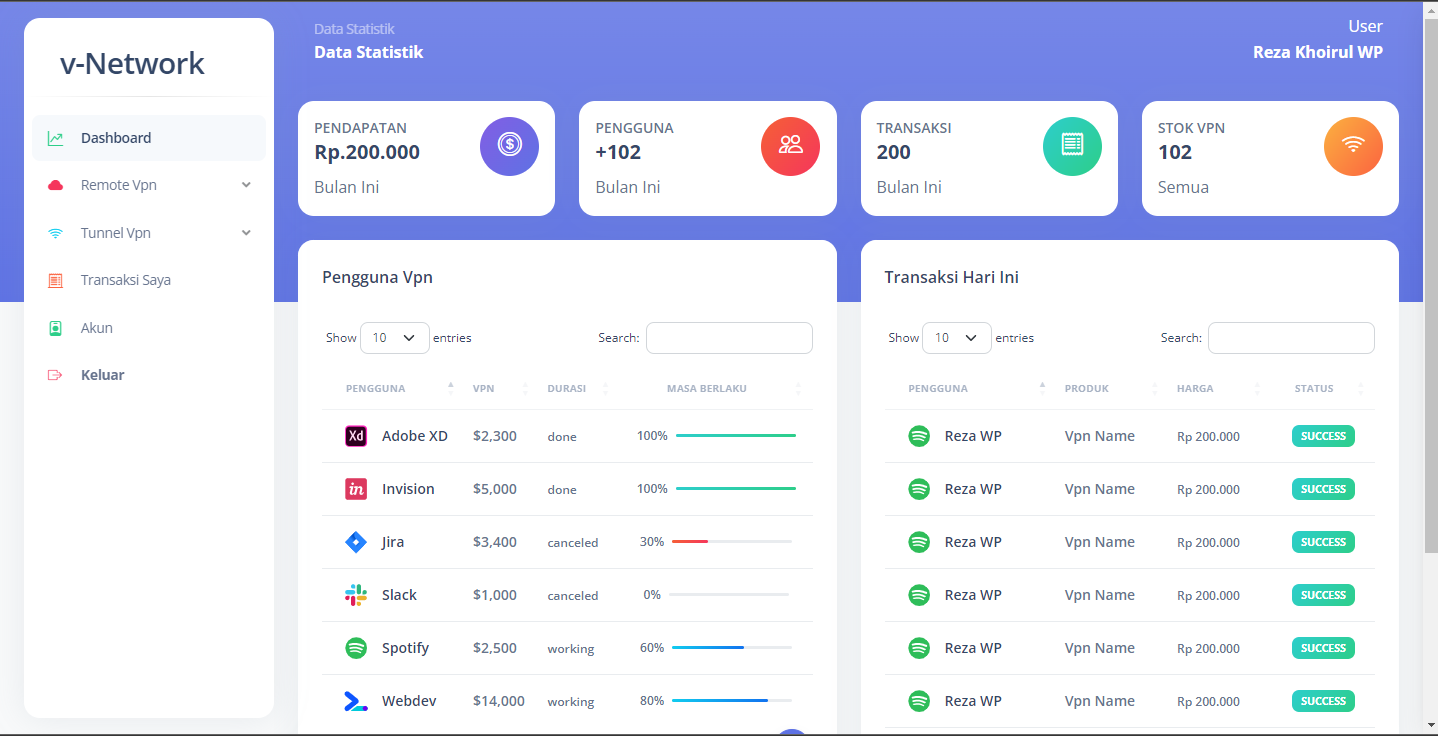 v-Network
Dashboard
Remote Vpn
Tunnel Vpn
Transaksi Saya
Akun
Keluar
Data Statistik
Data Statistik
User
Reza Khoirul WP
PENDAPATAN
Rp.200.000
Bulan Ini
PENGGUNA
+102
Bulan Ini
TRANSAKSI
200
Bulan Ini
STOK VPN
102
Semua
Pengguna Vpn
Show 10 entries Search:
PENGGUNA VPN DURASI MASA BERLAKU
Xd Adobe XD $2,300 done 100%
in Invision $5,000 done 100%
Jira $3,400 canceled 30%
Slack $1,000 canceled 0%
Spotify $2,500 working 60%
Webdev $14,000 working 80%
Transaksi Hari Ini
Show 10 entries Search:
PENGGUNA PRODUK HARGA STATUS
Reza WP Vpn Name Rp 200.000 SUCCESS
Reza WP Vpn Name Rp 200.000 SUCCESS
Reza WP Vpn Name Rp 200.000 SUCCESS
Reza WP Vpn Name Rp 200.000 SUCCESS
Reza WP Vpn Name Rp 200.000 SUCCESS
Reza WP Vpn Name Rp 200.000 SUCCESS